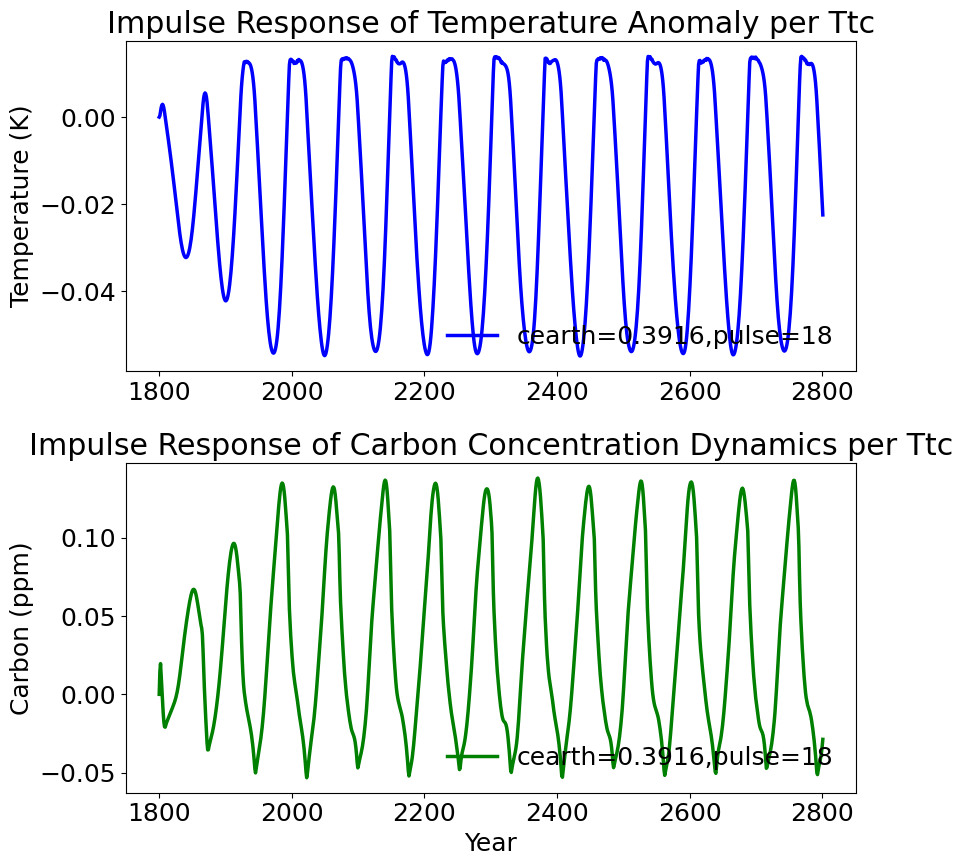 Impulse Response of Temperature Anomaly per Ttc
Temperature (K)
0.00
−0.02
−0.04
cearth=0.3916,pulse=18
1800 2000 2200 2400 2600 2800
Impulse Response of Carbon Concentration Dynamics per Ttc
Carbon (ppm)
0.10
0.05
0.00
−0.05
cearth=0.3916,pulse=18
1800 2000 2200 2400 2600 2800
Year